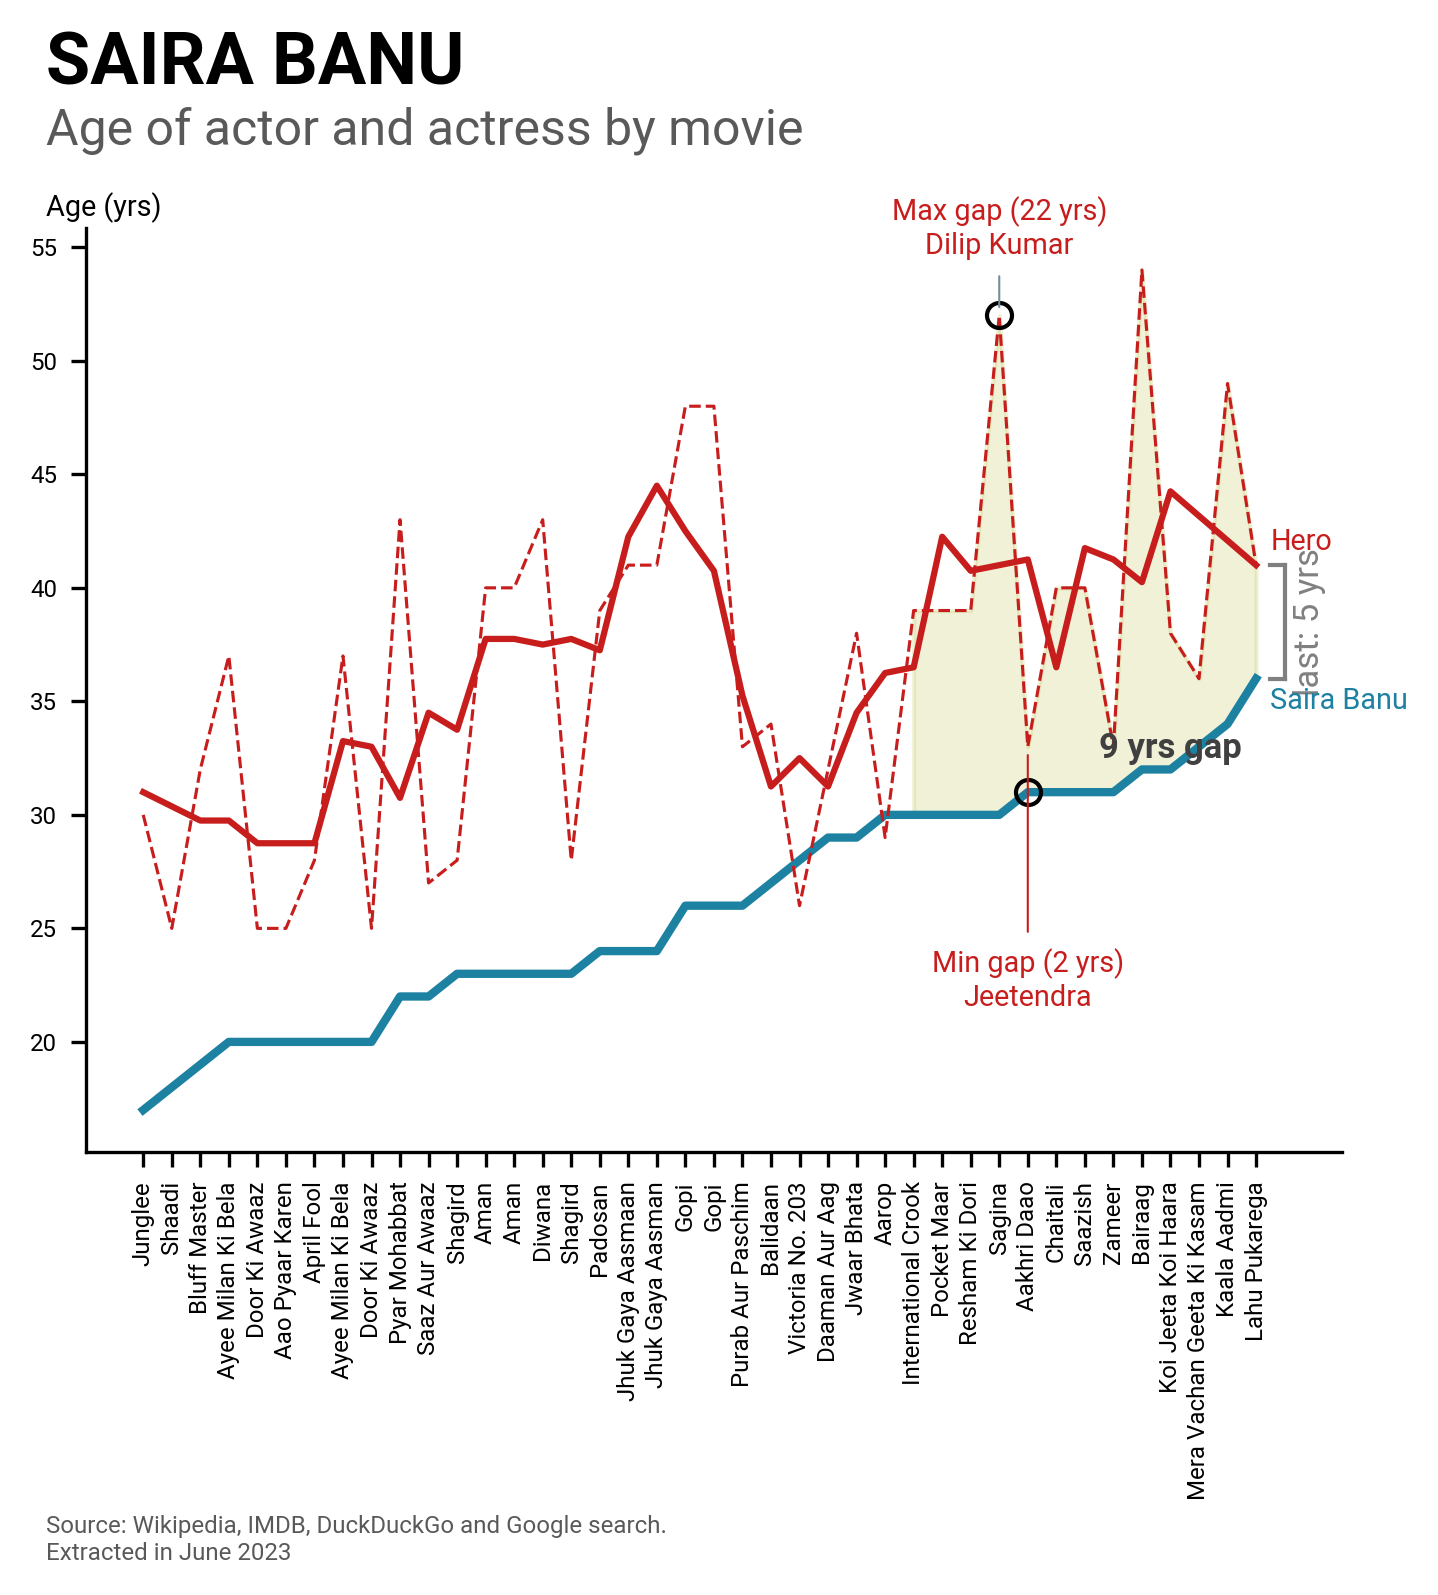 SAIRA BANU
Age of actor and actress by movie
Age (yrs)
Max gap (22 yrs)
Dilip Kumar
55
50
45
40
35
30
25
20
Hero
last: 5 yrs
Saira Banu
9 yrs gap
Min gap (2 yrs)
Jeetendra
Junglee
Shaadi
Bluff Master
Ayee Milan Ki Bela
Door Ki Awaaz
Aao Pyaar Karen
April Fool
Ayee Milan Ki Bela
Door Ki Awaaz
Pyar Mohabbat
Saaz Aur Awaaz
Shagird
Aman
Aman
Diwana
Shagird
Padosan
Jhuk Gaya Aasmaan
Jhuk Gaya Aasman
Gopi
Gopi
Purab Aur Paschim
Balidaan
Victoria No. 203
Daaman Aur Aag
Jwaar Bhata
Aarop
International Crook
Pocket Maar
Resham Ki Dori
Sagina
Aakhri Daao
Chaitali
Saazish
Zameer
Bairaag
Koi Jeeta Koi Haara
Mera Vachan Geeta Ki Kasam
Kaala Aadmi
Lahu Pukarega
Source: Wikipedia, IMDB, DuckDuckGo and Google search.
Extracted in June 2023